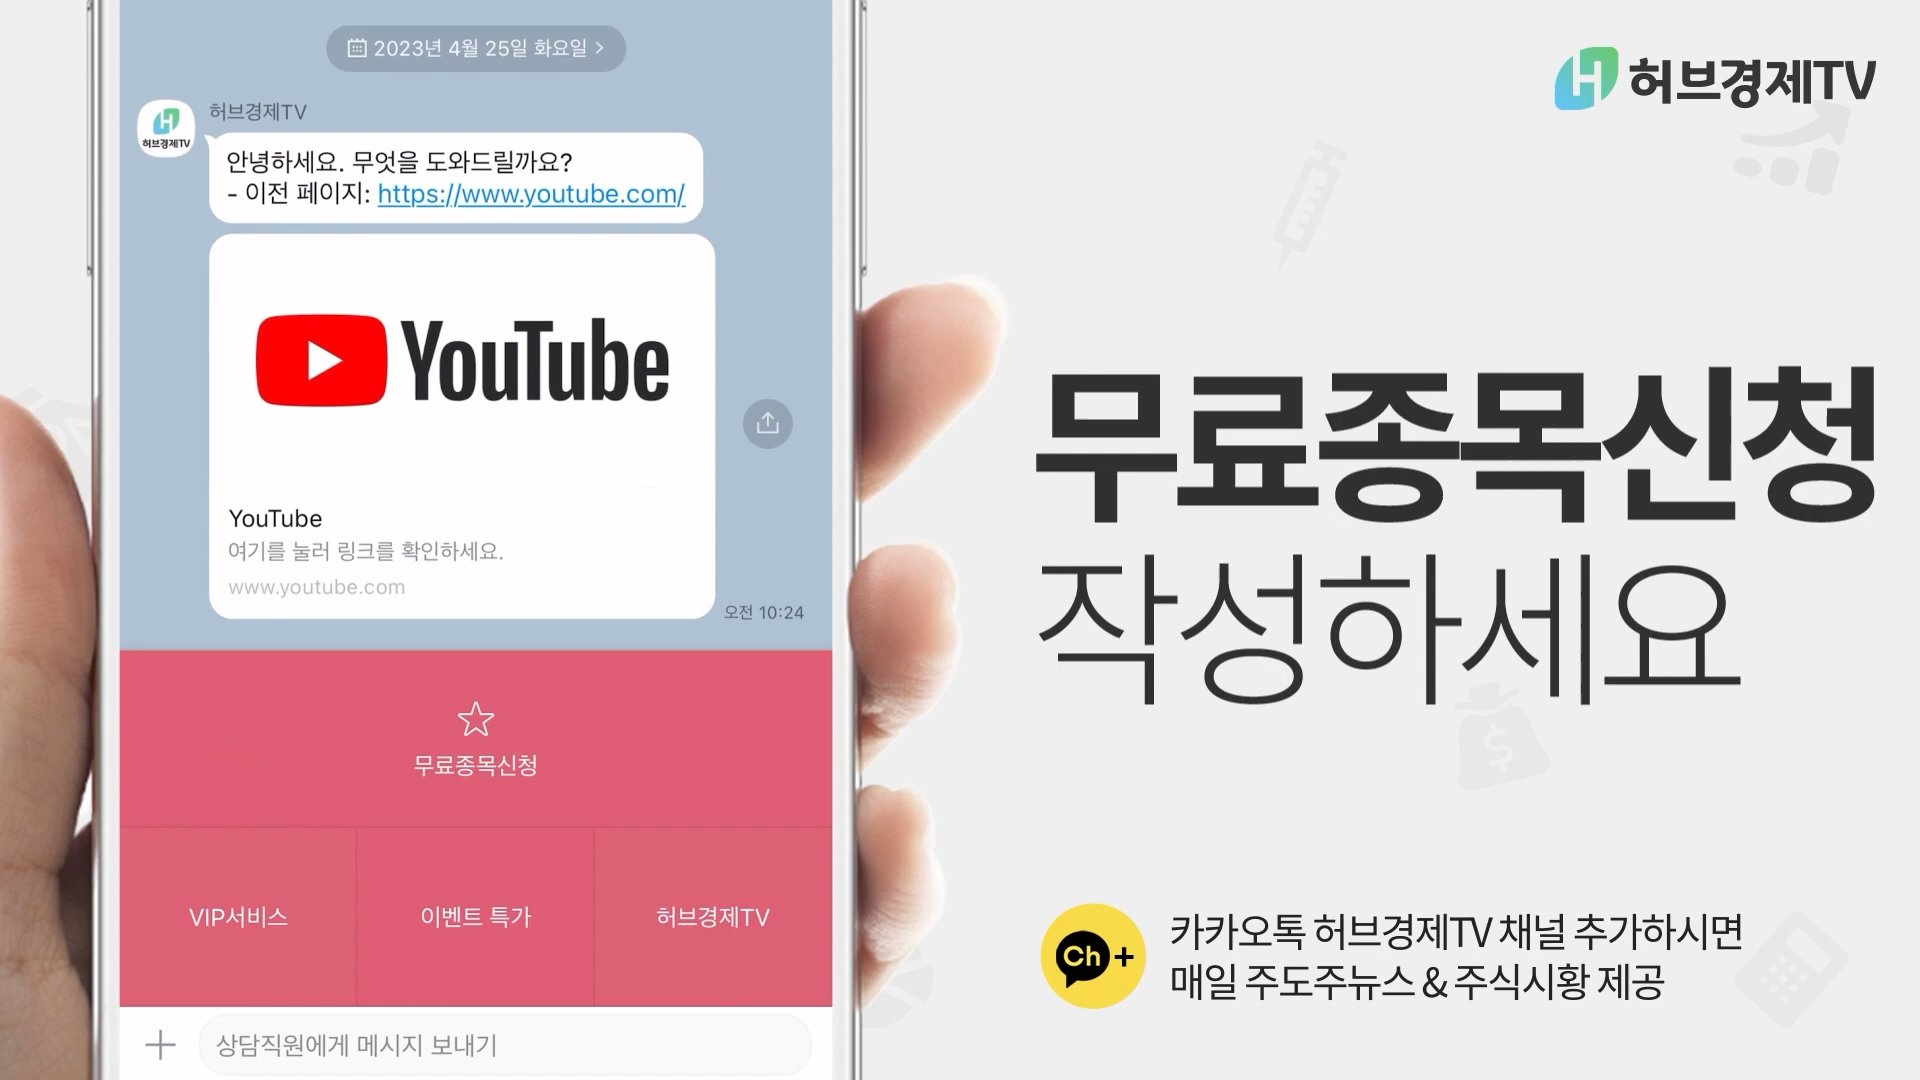 2023년 4월 25일 화요일 >
허브경제TV
허브경제TV
안녕하세요. 무엇을 도와드릴까요?
- 이전 페이지: https://www.youtube.com/
YouTube
YouTube
여기를 눌러 링크를 확인하세요.
www.youtube.com
오전 10:24
무료종목신청
VIP서비스
이벤트 특가
허브경제TV
상담직원에게 메시지 보내기
허브경제TV
무료종목신청
작성하세요
Ch+
카카오톡 허브경제TV 채널 추가하시면
매일 주도주뉴스 & 주식시황 제공